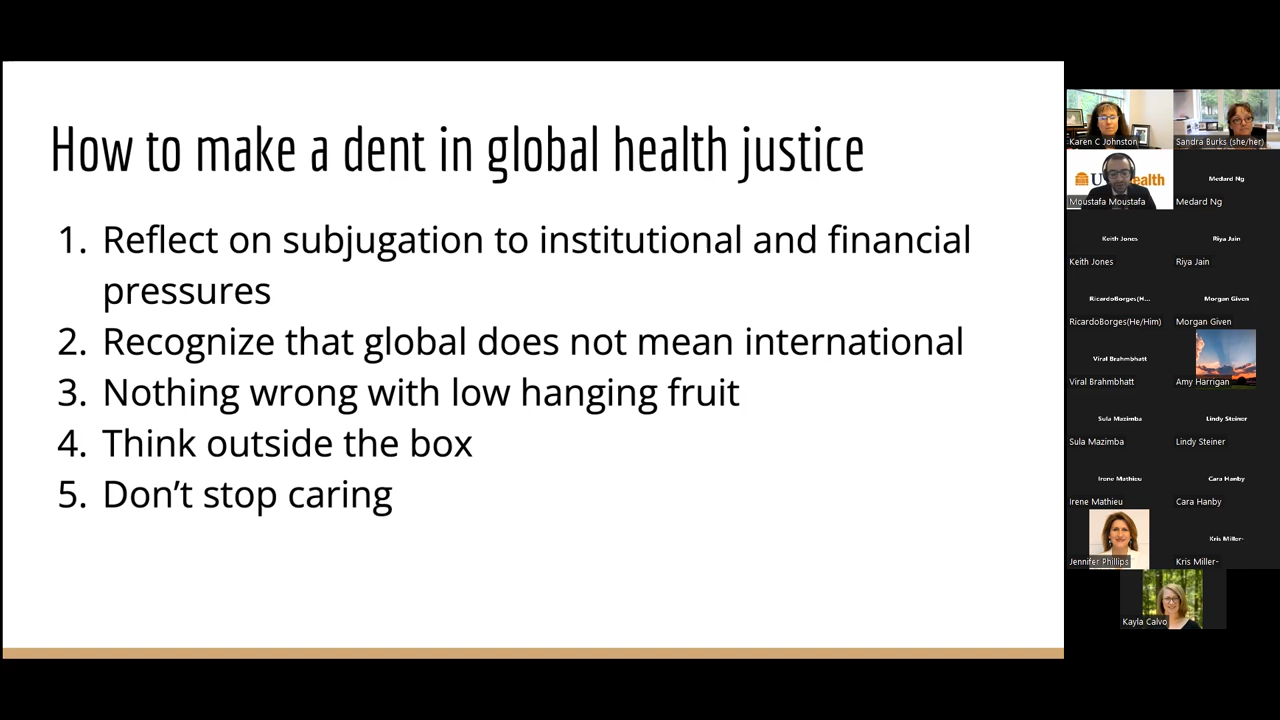 How to make a dent in global health justice
1. Reflect on subjugation to institutional and financial
pressures
2. Recognize that global does not mean international
3. Nothing wrong with low hanging fruit
4. Think outside the box
5. Don’t stop caring
Karen C Johnston
Sandra Burks (she/her)
Moustafa Moustafa
Medard Ng
Medard Ng
Keith Jones
Keith Jones
Riya Jain
Riya Jain
RicardoBorges(H...
RicardoBorges(He/Him)
Morgan Given
Morgan Given
Viral Brahmbhatt
Viral Brahmbhatt
Amy Harrigan
Sula Mazimba
Sula Mazimba
Lindy Steiner
Lindy Steiner
Irene Mathieu
Irene Mathieu
Cara Hanby
Cara Hanby
Jennifer Phillips
Kris Miller-
Kris Miller-
Kayla Calvo